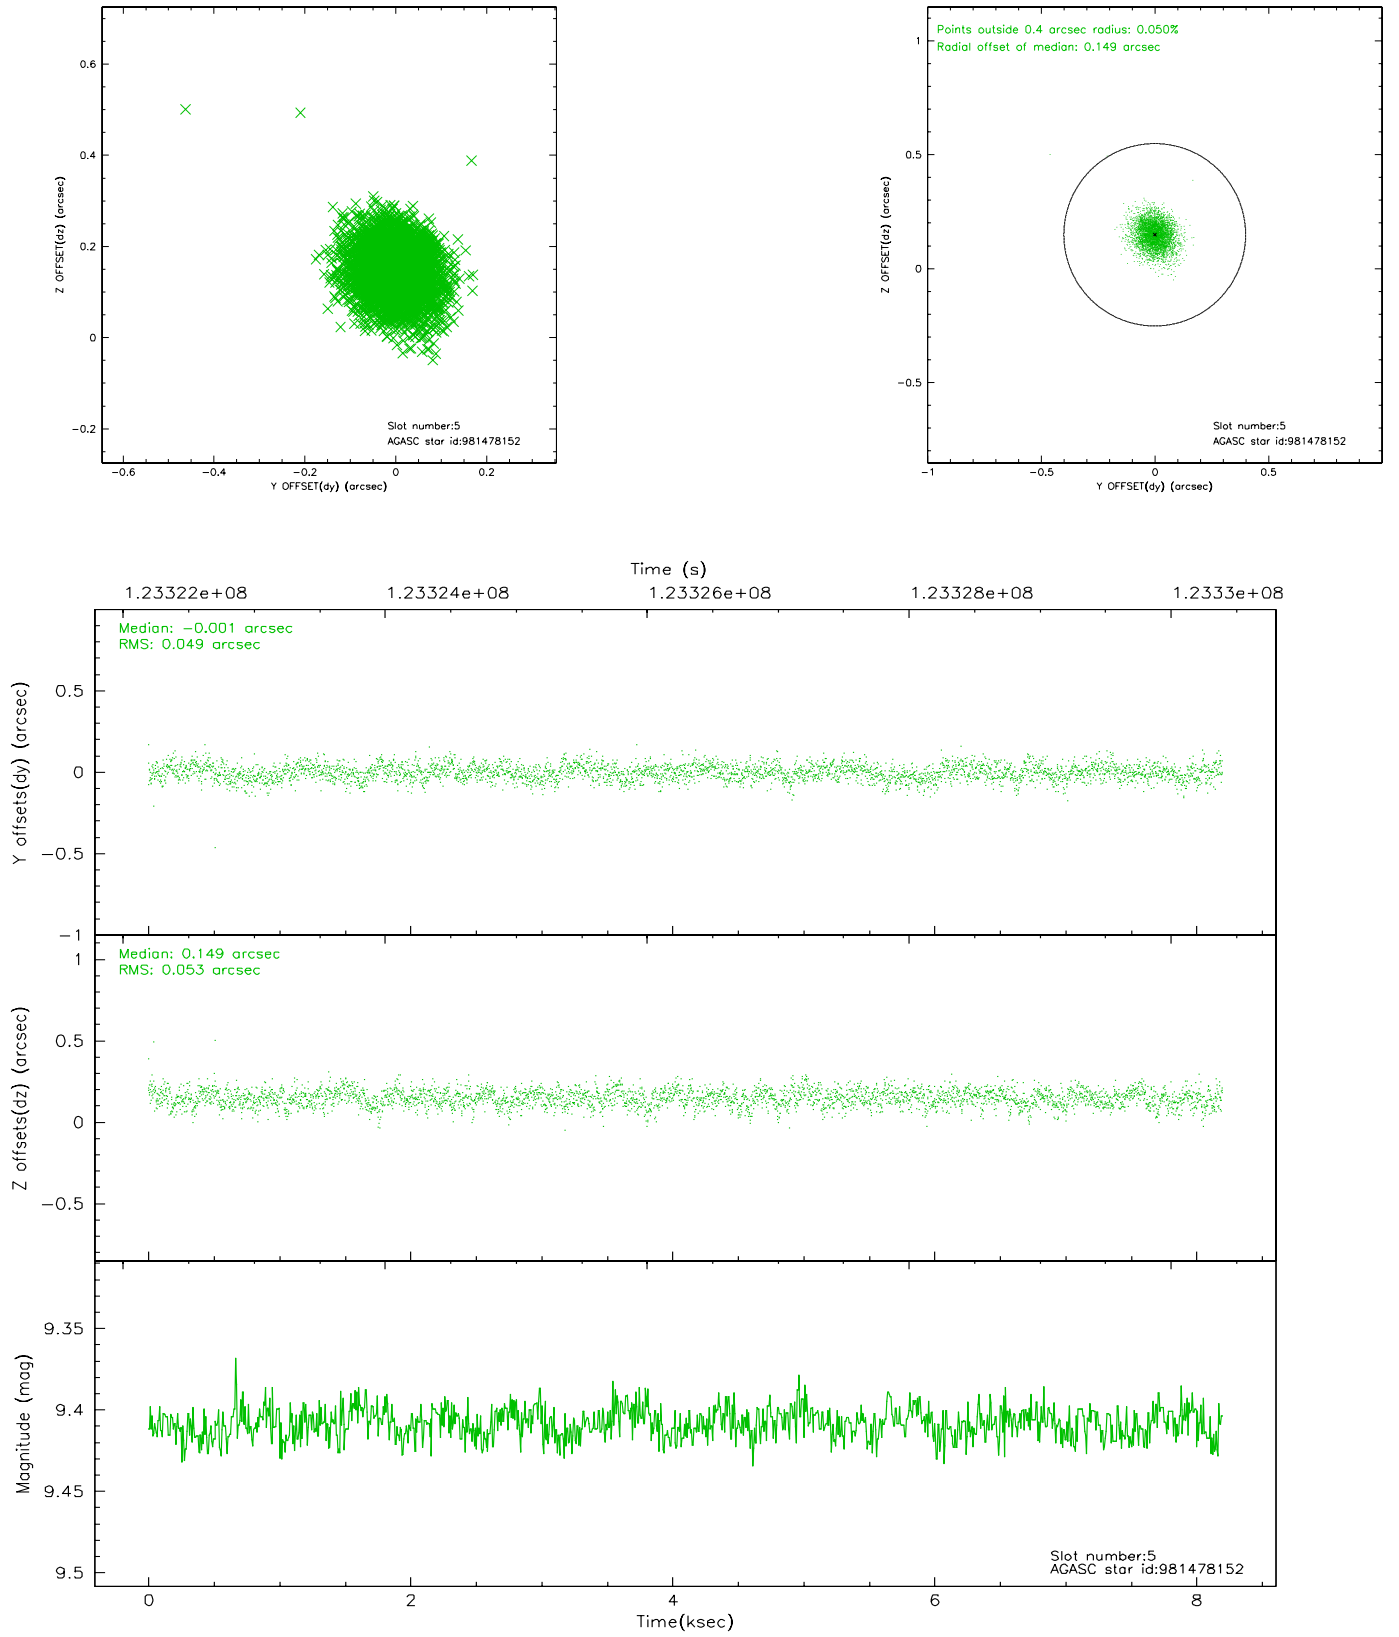 0.6
0.4
0.2
0
−0.2
Z OFFSET(dz) (arcsec)
Slot number:5
AGASC star id:981478152
−0.6 −0.4 −0.2 0 0.2
Y OFFSET(dy) (arcsec)
Points outside 0.4 arcsec radius: 0.050%
Radial offset of median: 0.149 arcsec
1
0.5
0
−0.5
Z OFFSET(dz) (arcsec)
Slot number:5
AGASC star id:981478152
−1 −0.5 0 0.5
Y OFFSET(dy) (arcsec)
Time (s)
1.23322e+08 1.23324e+08 1.23326e+08 1.23328e+08 1.2333e+08
Median: −0.001 arcsec
RMS: 0.049 arcsec
0.5
0
−0.5
−1
Y offsets(dy) (arcsec)
Median: 0.149 arcsec
RMS: 0.053 arcsec
1
0.5
0
−0.5
Z offsets(dz) (arcsec)
9.35
9.4
9.45
9.5
Magnitude (mag)
Slot number:5
AGASC star id:981478152
0 2 4 6 8
Time(ksec)